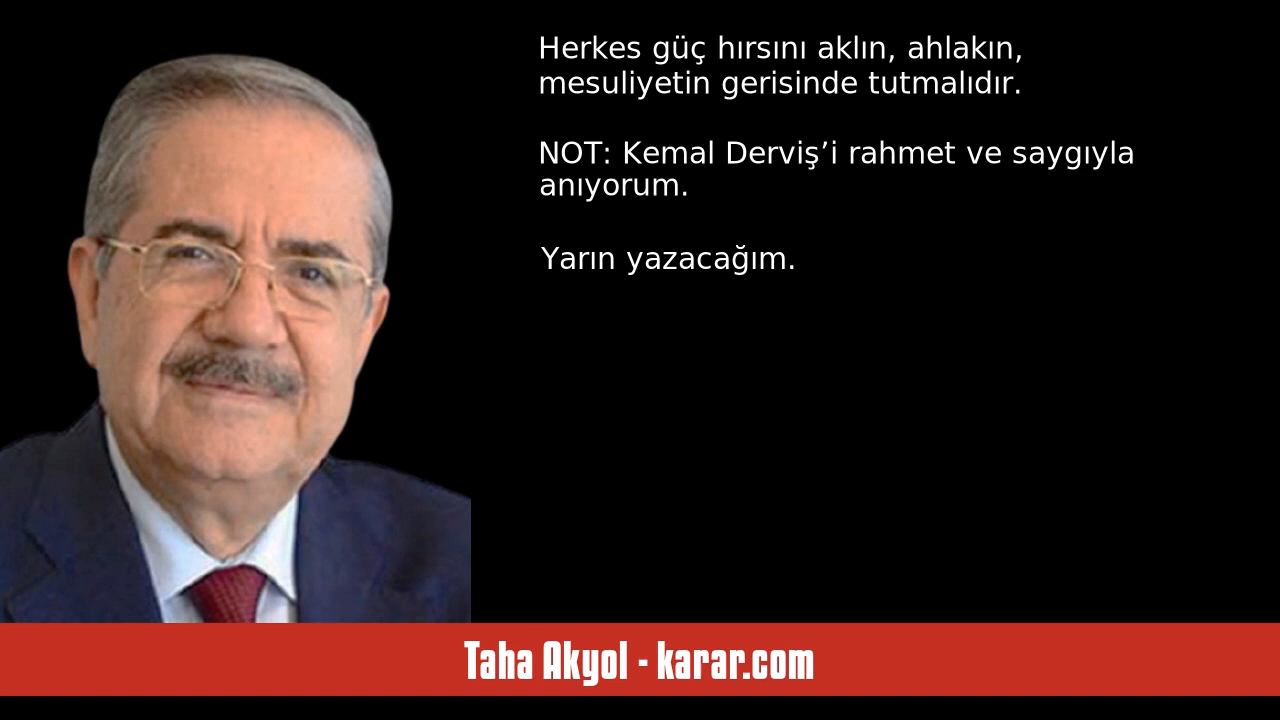 Herkes güç hırsını aklın, ahlakın,
mesuliyetin gerisinde tutmalıdır.
NOT: Kemal Derviş’i rahmet ve saygıyla
anıyorum.
Yarın yazacağım.
Taha Akyol - karar.com